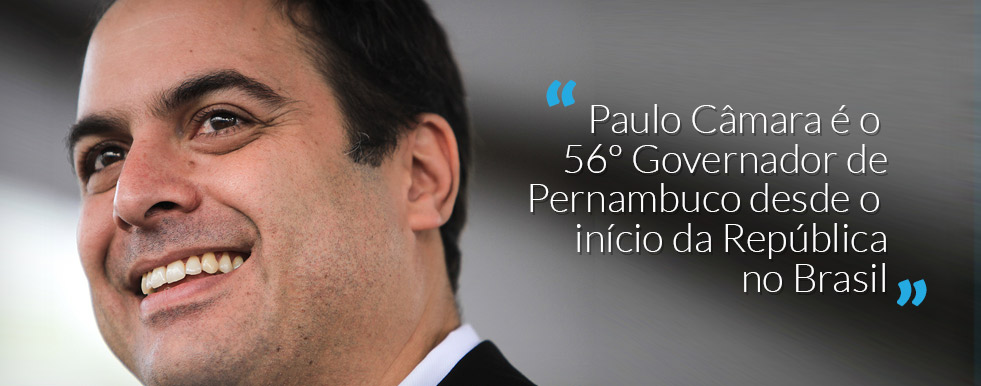 “ Paulo Câmara é o
56º Governador de
Pernambuco desde o
início da República
no Brasil ”